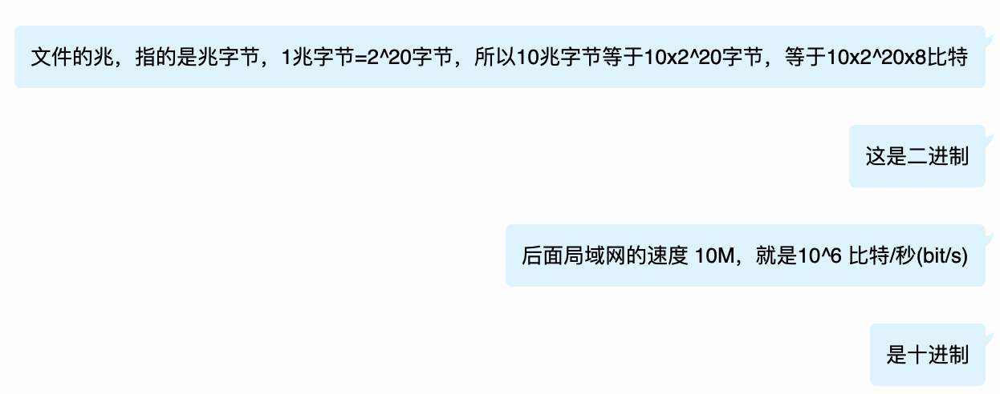 文件的兆，指的是兆字节，1兆字节=2^20字节，所以10兆字节等于10x2^20字节，等于10x2^20x8比特
这是二进制
后面局域网的速度 10M，就是10^6 比特/秒(bit/s)
是十进制